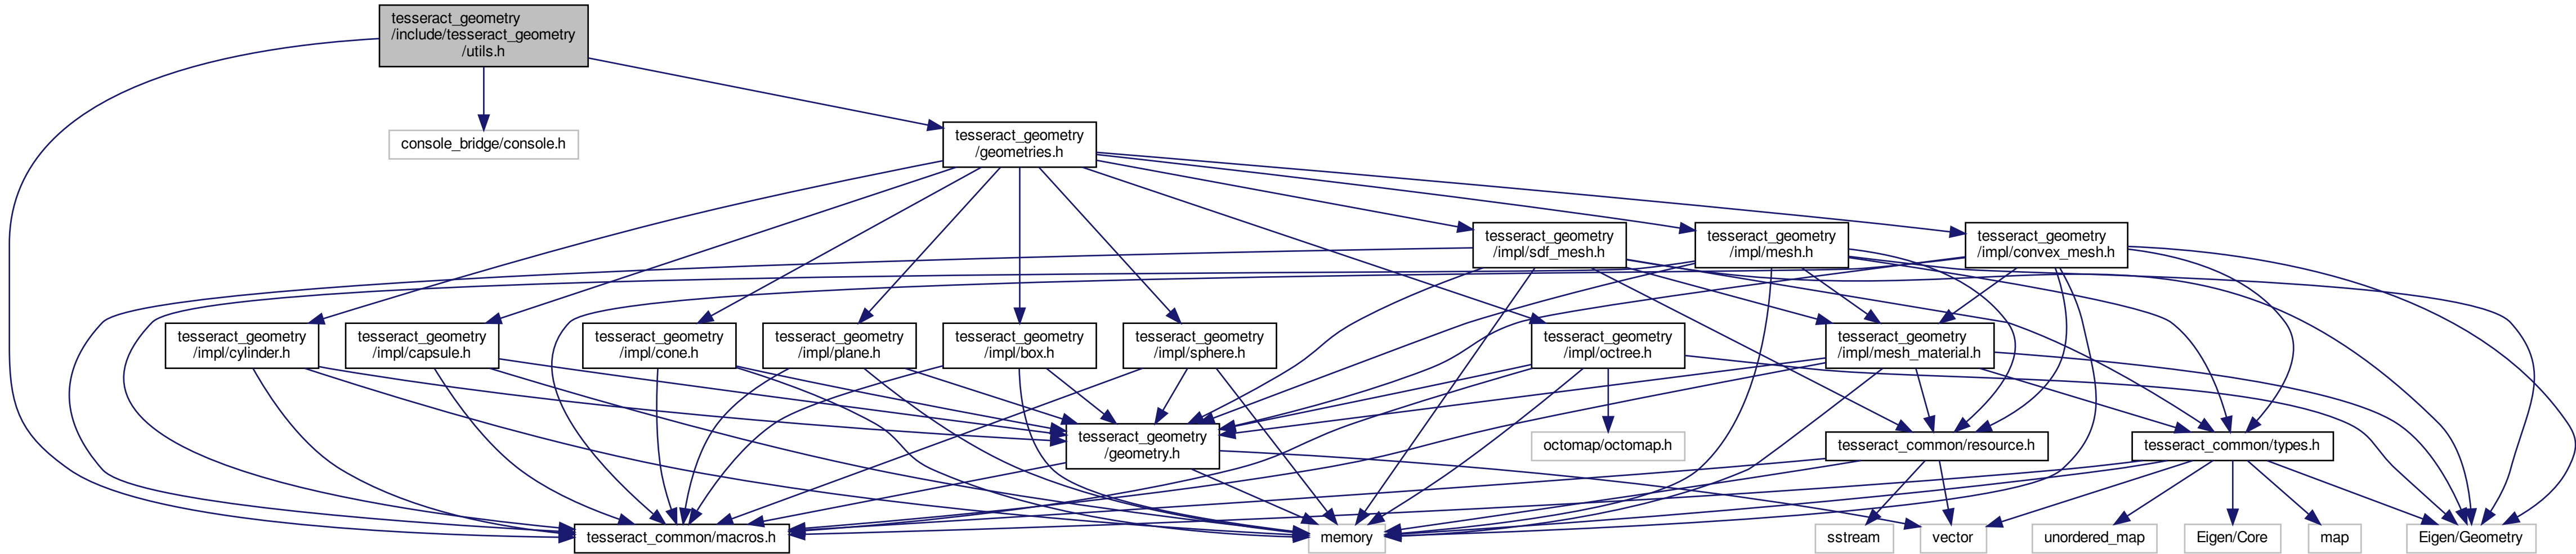 tesseract_geometry
/include/tesseract_geometry
/utils.h
console_bridge/console.h
tesseract_geometry
/geometries.h
tesseract_geometry
/impl/sdf_mesh.h
tesseract_geometry
/impl/mesh.h
tesseract_geometry
/impl/convex_mesh.h
tesseract_geometry
/impl/cylinder.h
tesseract_geometry
/impl/capsule.h
tesseract_geometry
/impl/cone.h
tesseract_geometry
/impl/plane.h
tesseract_geometry
/impl/box.h
tesseract_geometry
/impl/sphere.h
tesseract_geometry
/impl/octree.h
tesseract_geometry
/impl/mesh_material.h
tesseract_geometry
/geometry.h
octomap/octomap.h
tesseract_common/resource.h
tesseract_common/types.h
tesseract_common/macros.h
memory
sstream
vector
unordered_map
Eigen/Core
map
Eigen/Geometry